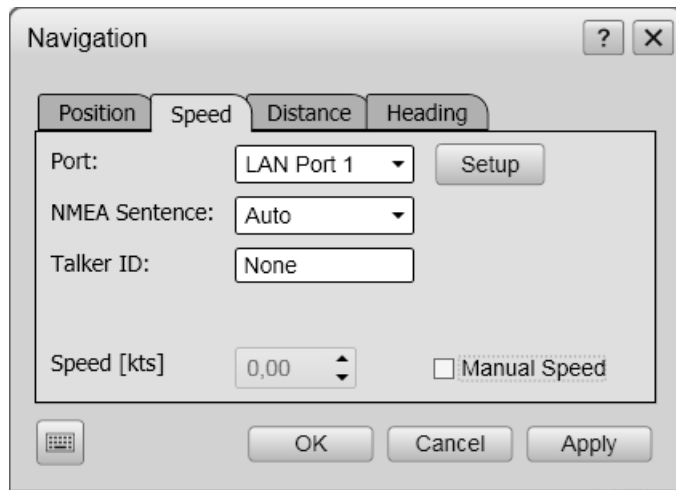 Navigation ? X
Position Speed Distance Heading
Port: LAN Port 1 Setup
NMEA Sentence: Auto
Talker ID: None
Speed [kts] 0,00 Manual Speed
OK Cancel Apply